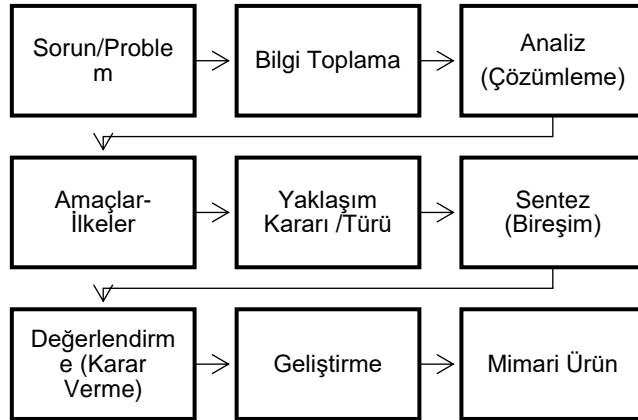 Sorun/Proble
m
Bilgi Toplama
Analiz
(Çözümleme)
Amaçlar-
İlkeler
Yaklaşım
Kararı /Türü
Sentez
(Bireşim)
Değerlendirm
e (Karar
Verme)
Geliştirme
Mimari Ürün